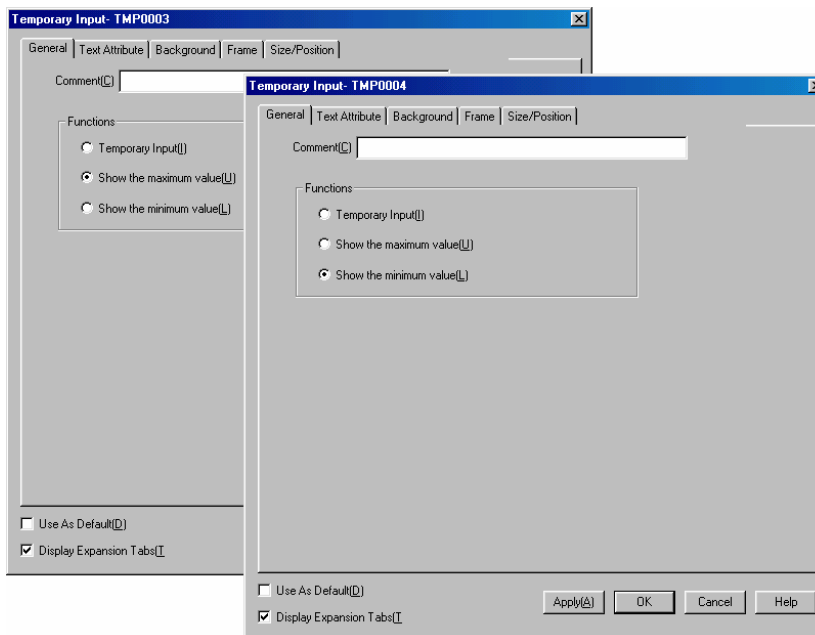 Temporary Input- TMP0003
General Text Attribute Background Frame Size/Position
Comment(C)
Functions
Temporary Input(I)
Show the maximum value(U)
Show the minimum value(L)
Use As Default(D)
Display Expansion Tabs(T
Temporary Input- TMP0004
General Text Attribute Background Frame Size/Position
Comment(C)
Functions
Temporary Input(I)
Show the maximum value(U)
Show the minimum value(L)
Use As Default(D)
Display Expansion Tabs(T
Apply(A) OK Cancel Help